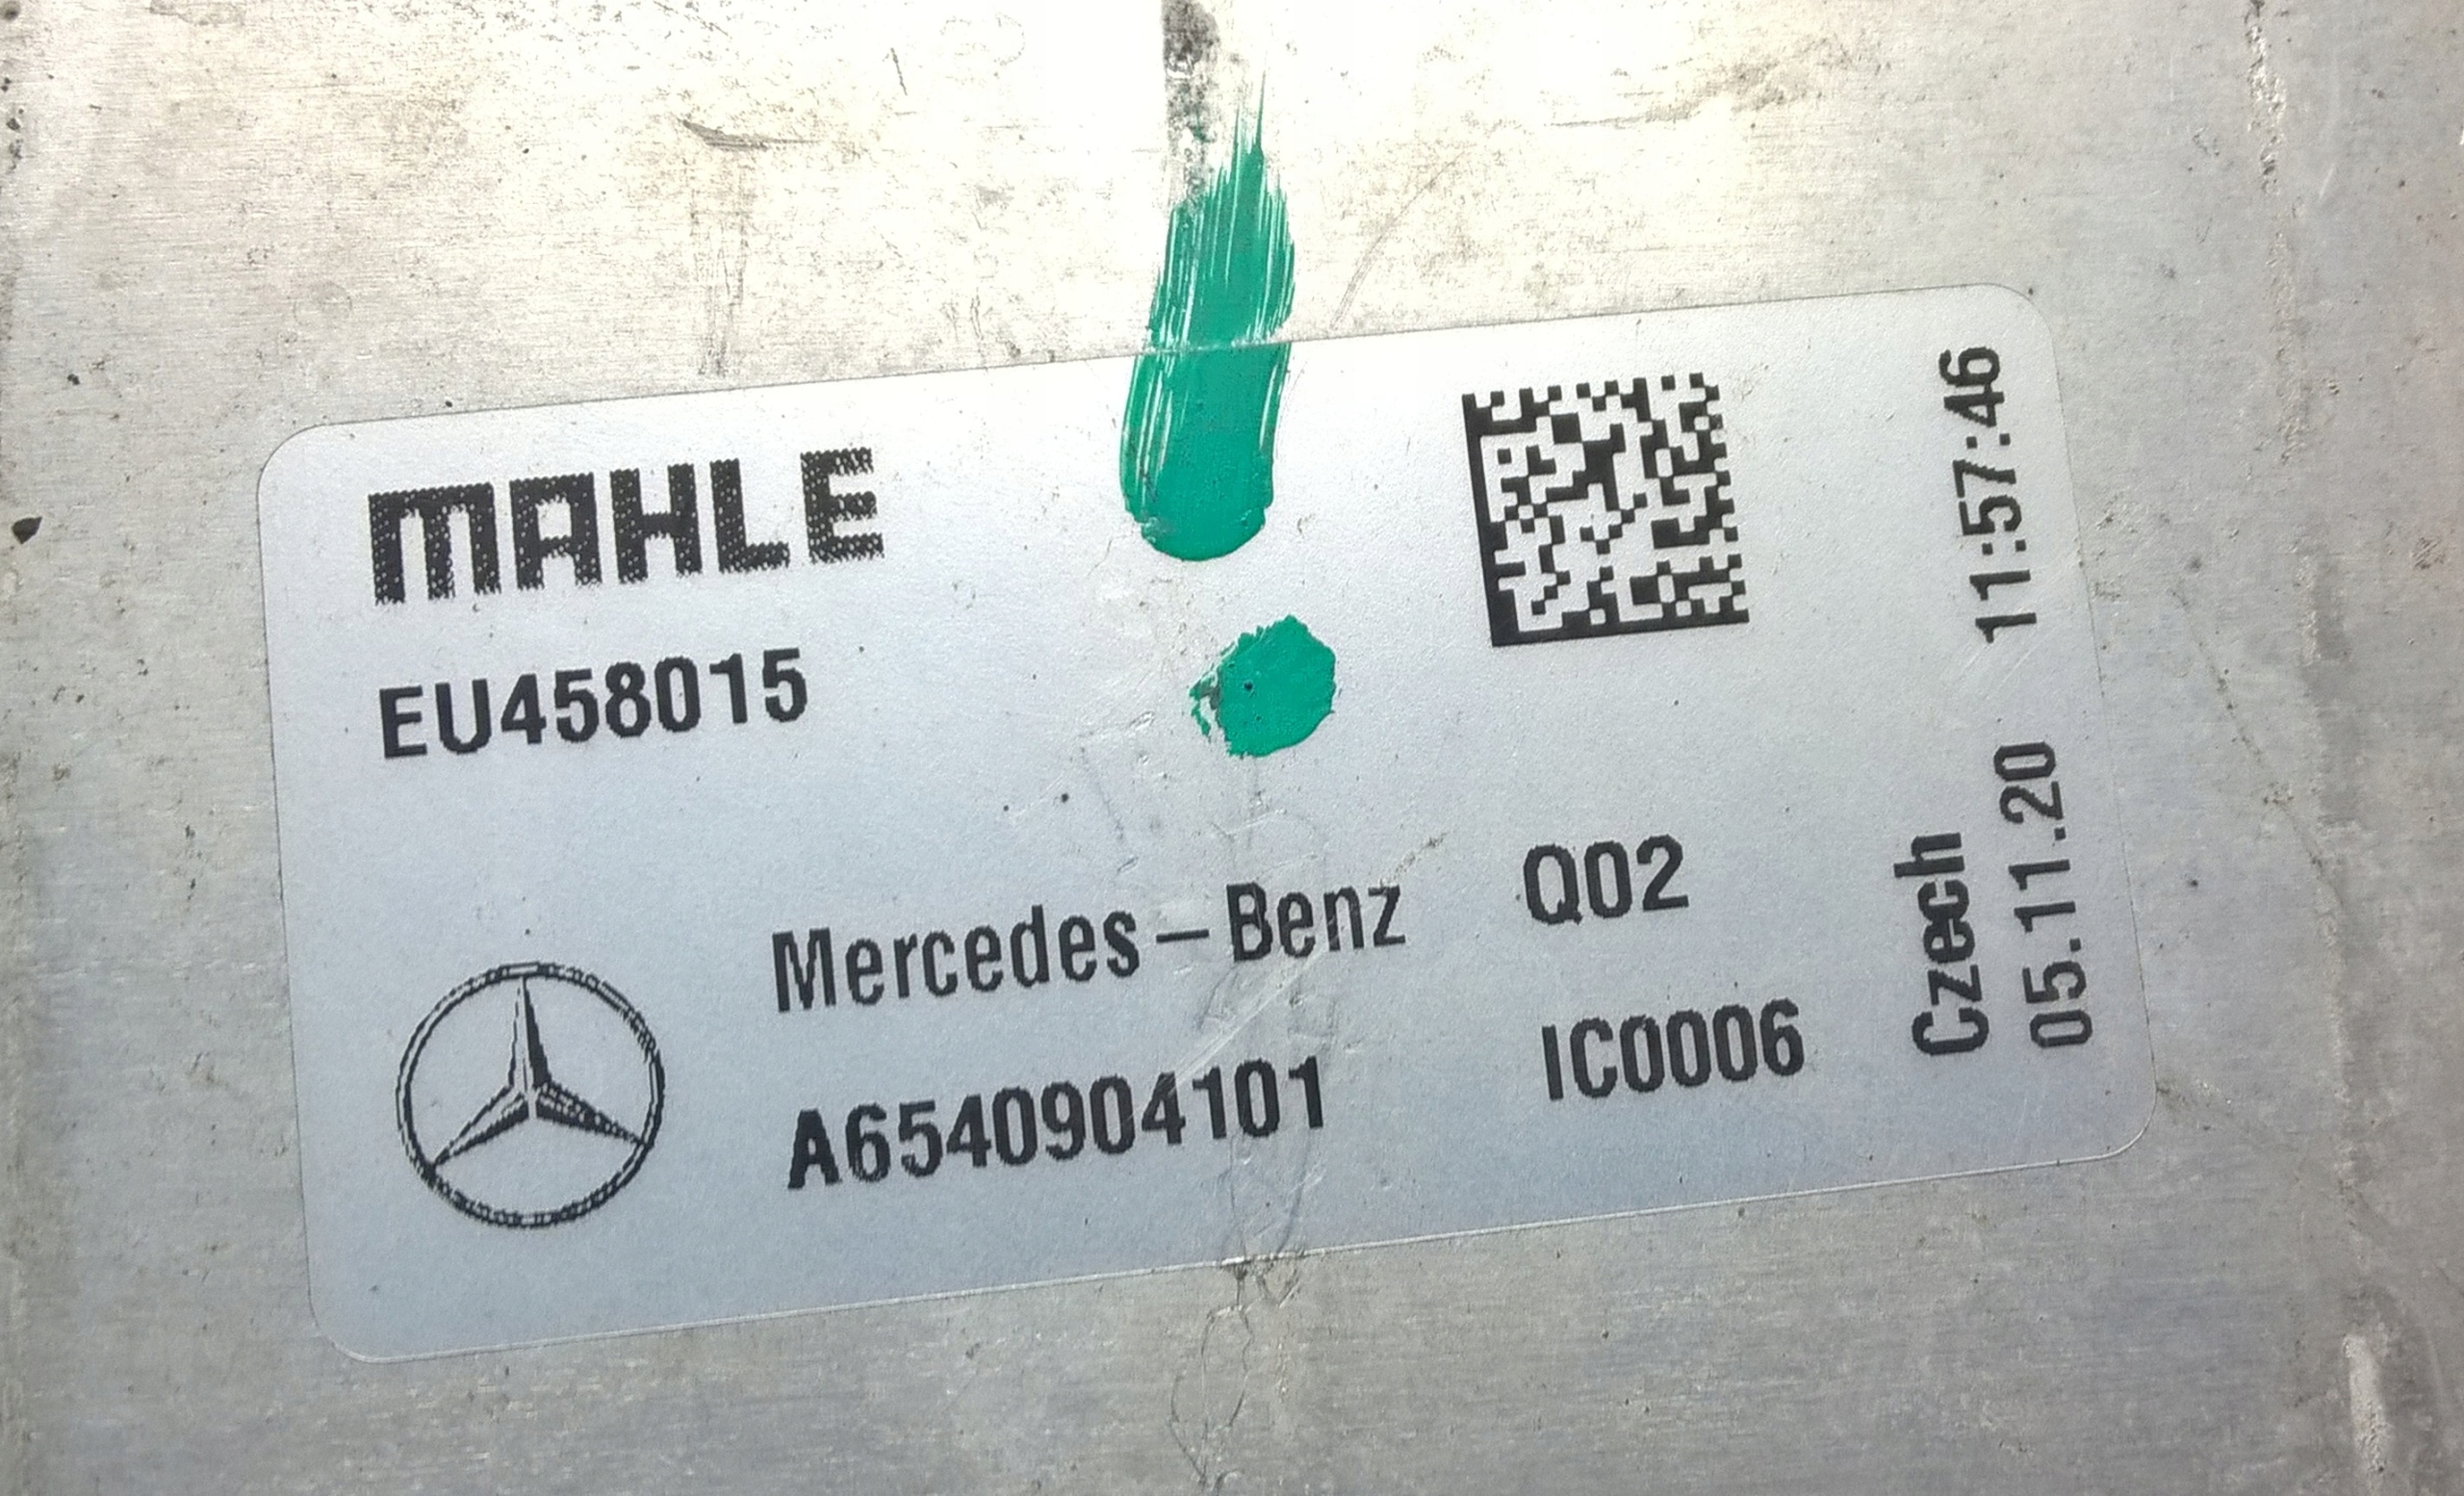 MAHLE
EU458015
Mercedes-Benz Q02
A6540904101 IC0006
Czech
05.11.20 11:57:46